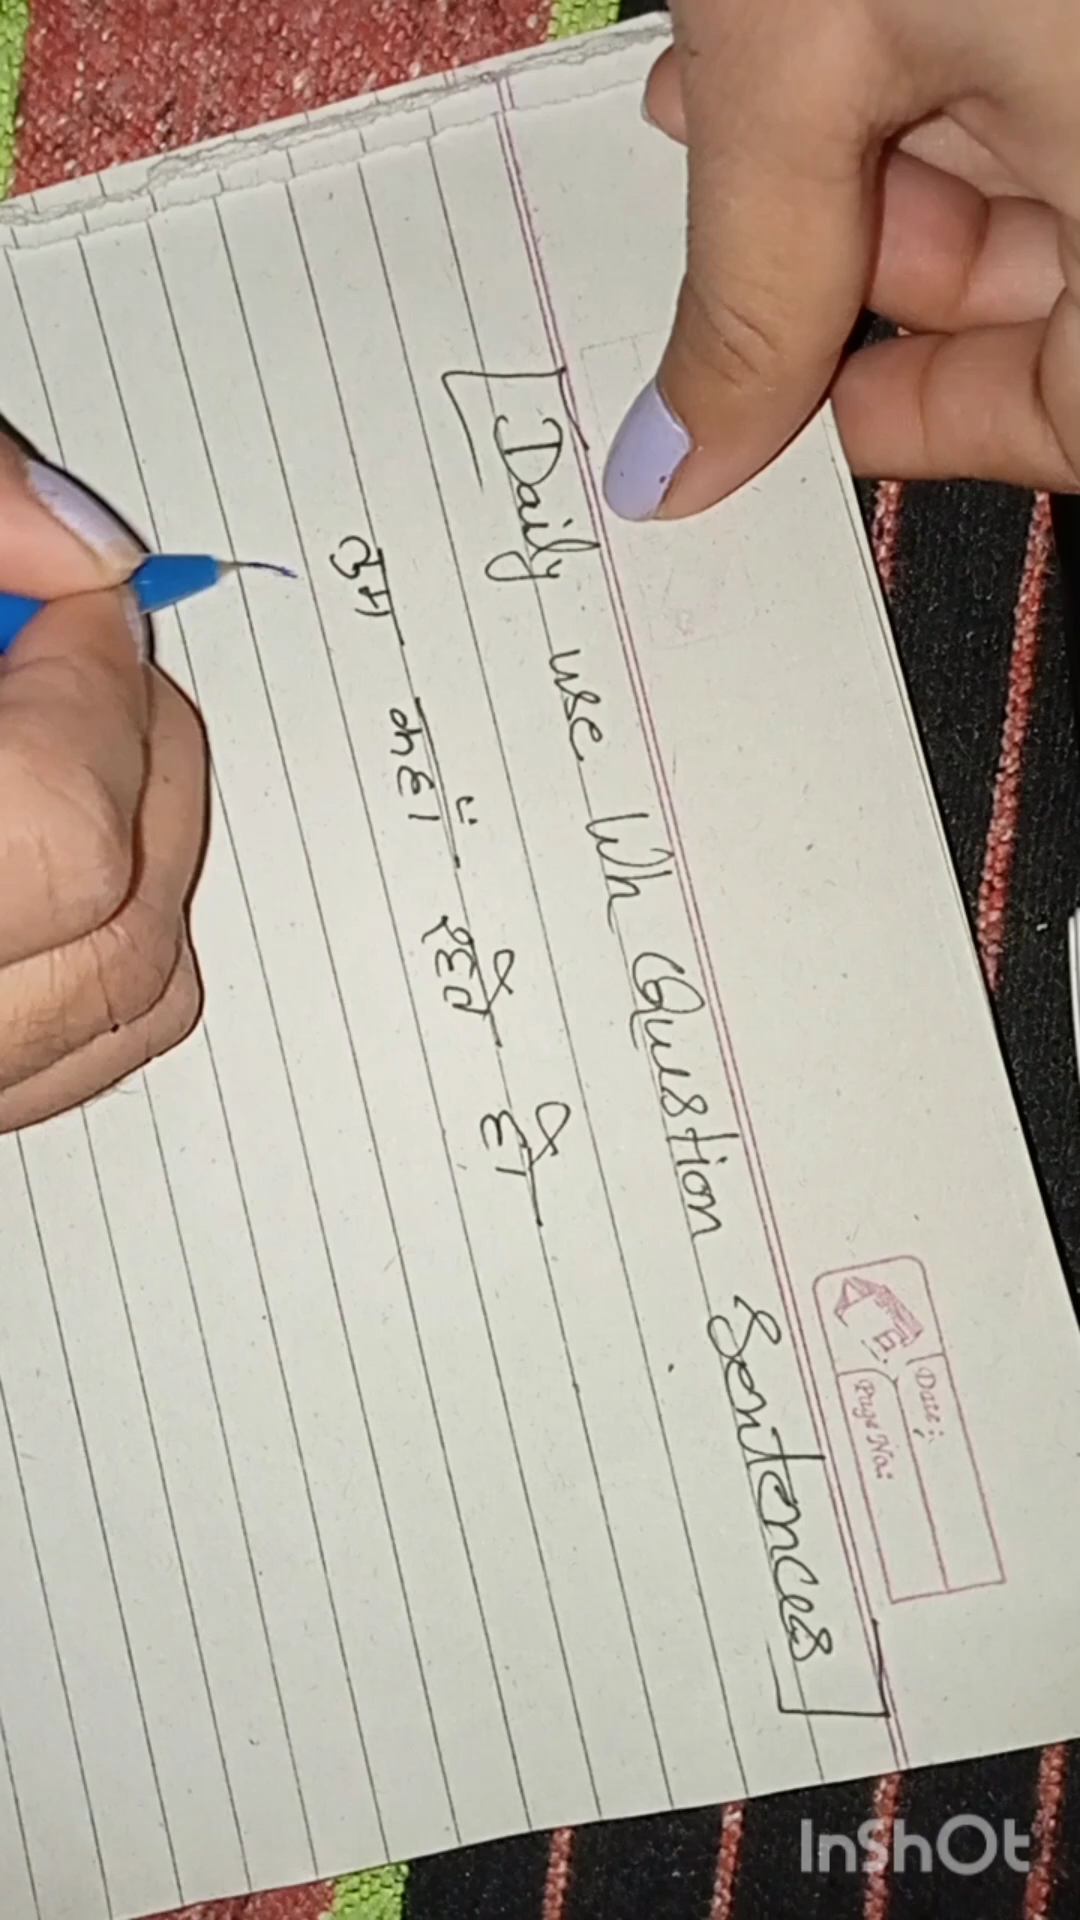 Date:
Page No:
Daily use Wh Question Sentences
तुम कहां रहते हो
InShOt